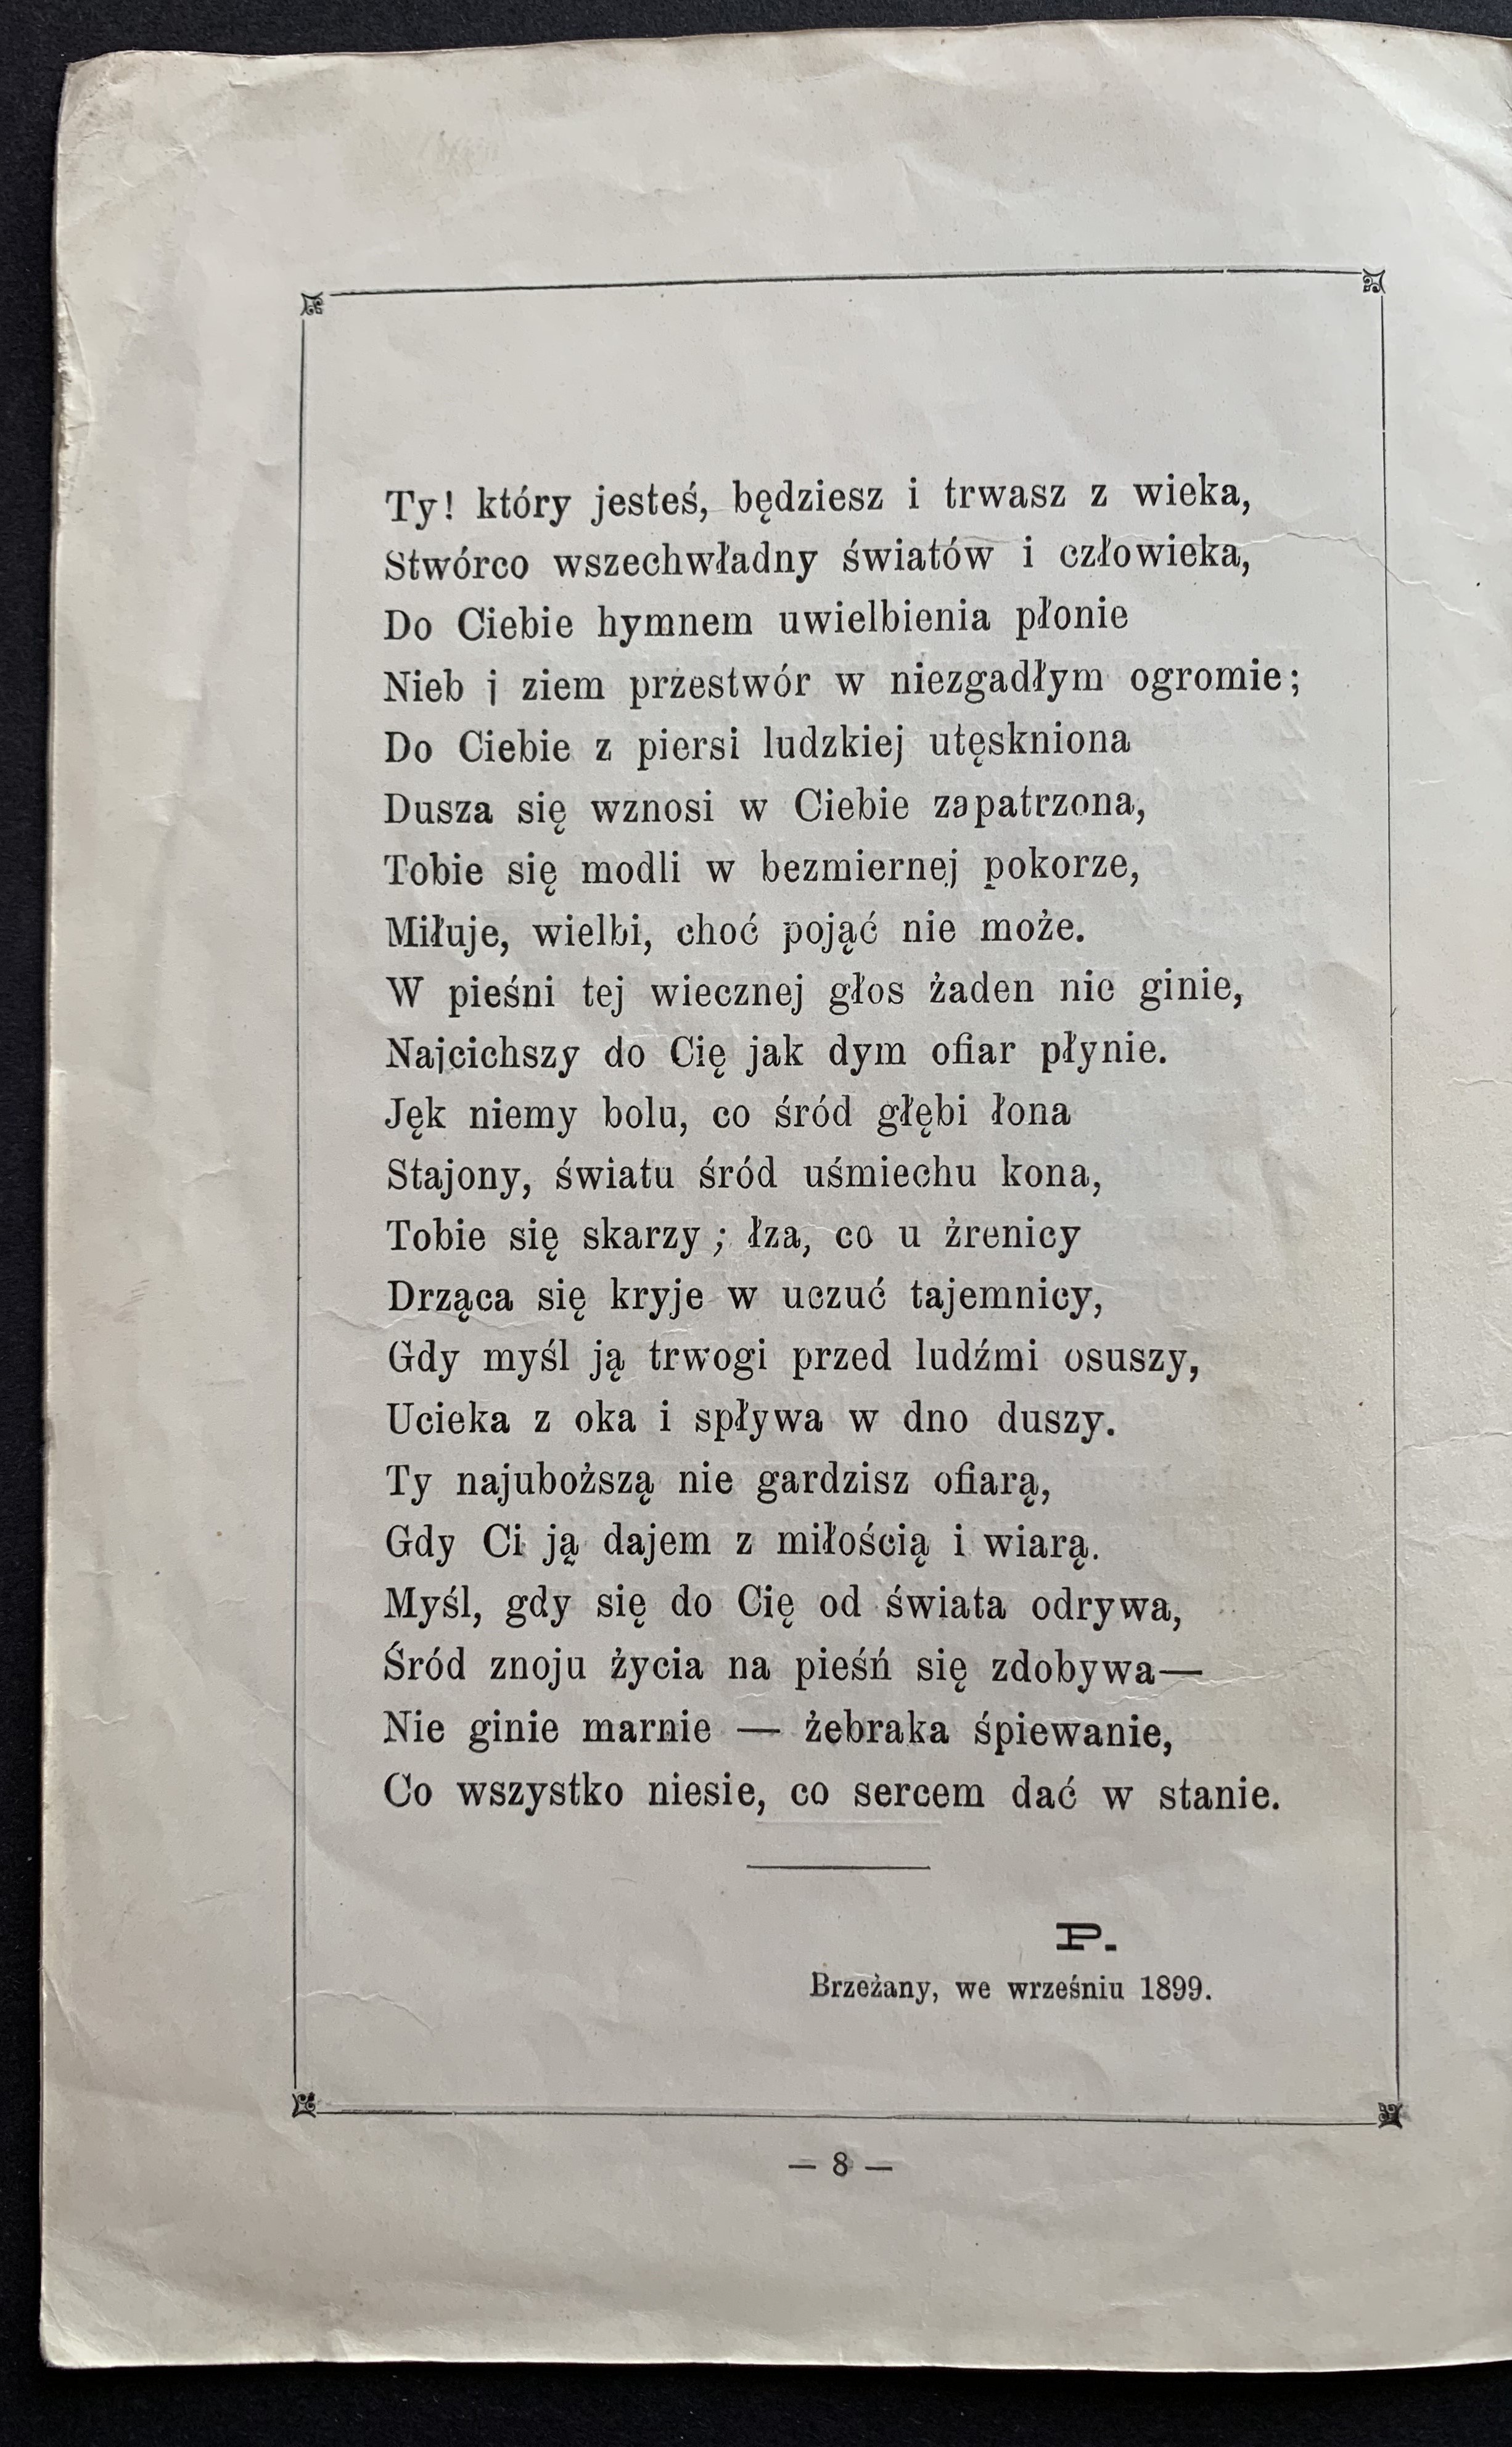 Ty! który jesteś, będziesz i trwasz z wieka,
Stwórco wszechwładny światów i człowieka,
Do Ciebie hymnem uwielbienia płonie
Nieb i ziem przestwór w niezgadłym ogromie;
Do Ciebie z piersi ludzkiej utęskniona
Dusza się wznosi w Ciebie zapatrzona,
Tobie się modli w bezmiernej pokorze,
Miłuje, wielbi, choć pojąć nie może.
W pieśni tej wiecznej głos żaden nie ginie,
Najcichszy do Cię jak dym ofiar płynie.
Jęk niemy bolu, co śród głębi łona
Stajony, światu śród uśmiechu kona,
Tobie się skarzy; łza, co u żrenicy
Drząca się kryje w uczuć tajemnicy,
Gdy myśl ją trwogi przed ludźmi osuszy,
Ucieka z oka i spływa w dno duszy.
Ty najuboższą nie gardzisz ofiarą,
Gdy Ci ją dajem z miłością i wiarą.
Myśl, gdy się do Cię od świata odrywa,
Śród znoju życia na pieśń się zdobywa—
Nie ginie marnie — żebraka śpiewanie,
Co wszystko niesie, co sercem dać w stanie.
P.
Brzeżany, we wrześniu 1899.
— 8 —